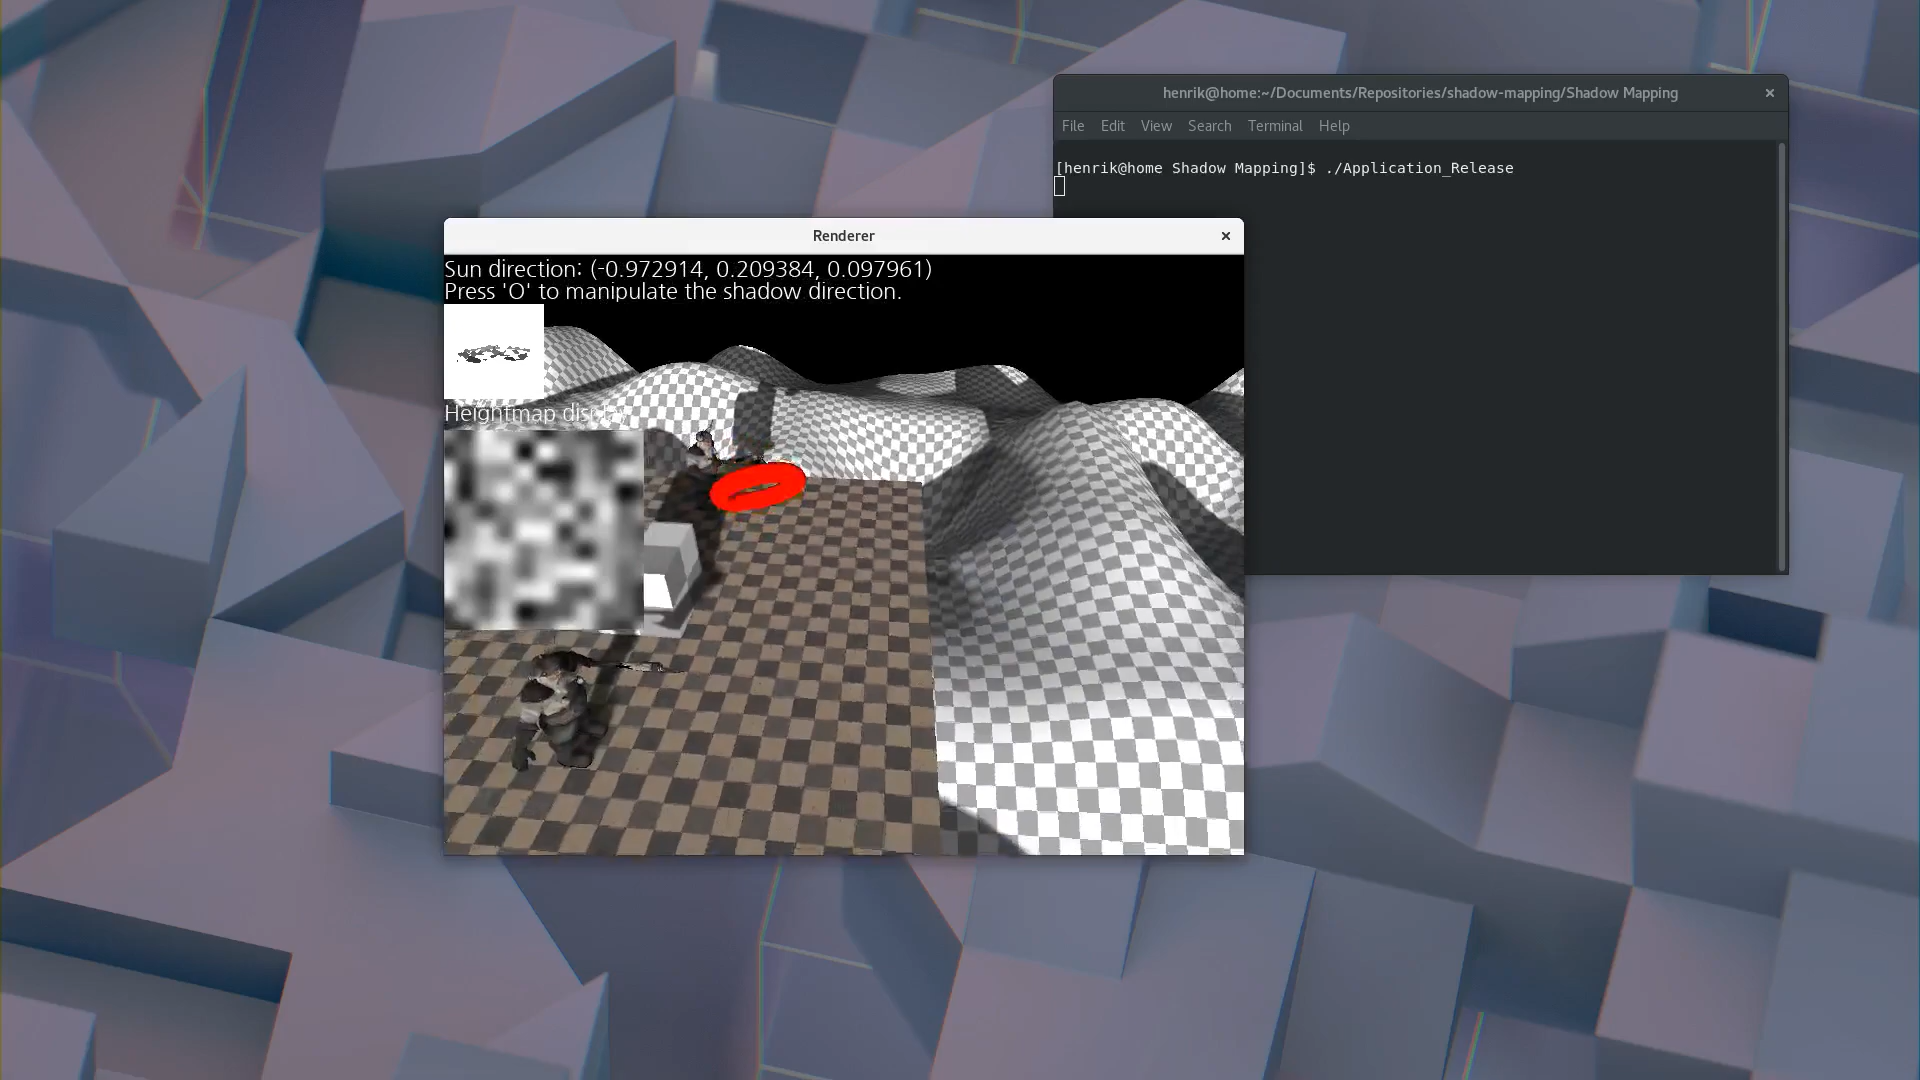 henrik@home:~/Documents/Repositories/shadow-mapping/Shadow Mapping
File Edit View Search Terminal Help
[henrik@home Shadow Mapping]$ ./Application_Release
Renderer
Sun direction: (-0.972914, 0.209384, 0.097961)
Press 'O' to manipulate the shadow direction.
Heightmap display